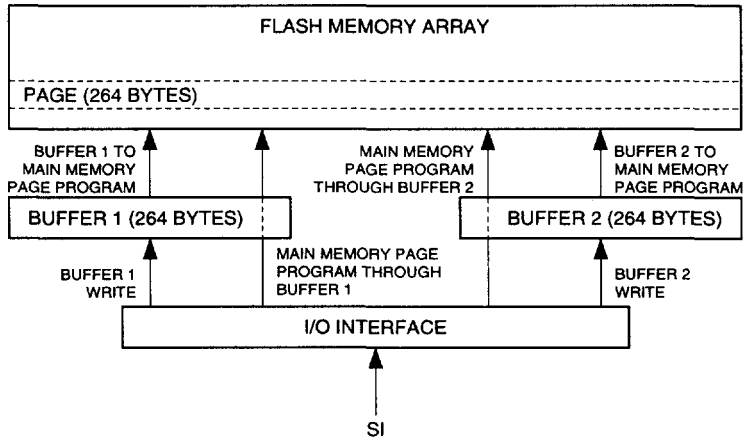 FLASH MEMORY ARRAY
PAGE (264 BYTES)
BUFFER 1 TO
MAIN MEMORY
PAGE PROGRAM
MAIN MEMORY
PAGE PROGRAM
THROUGH BUFFER 2
BUFFER 2 TO
MAIN MEMORY
PAGE PROGRAM
BUFFER 1 (264 BYTES)
BUFFER 2 (264 BYTES)
BUFFER 1
WRITE
MAIN MEMORY PAGE
PROGRAM THROUGH
BUFFER 1
BUFFER 2
WRITE
I/O INTERFACE
SI